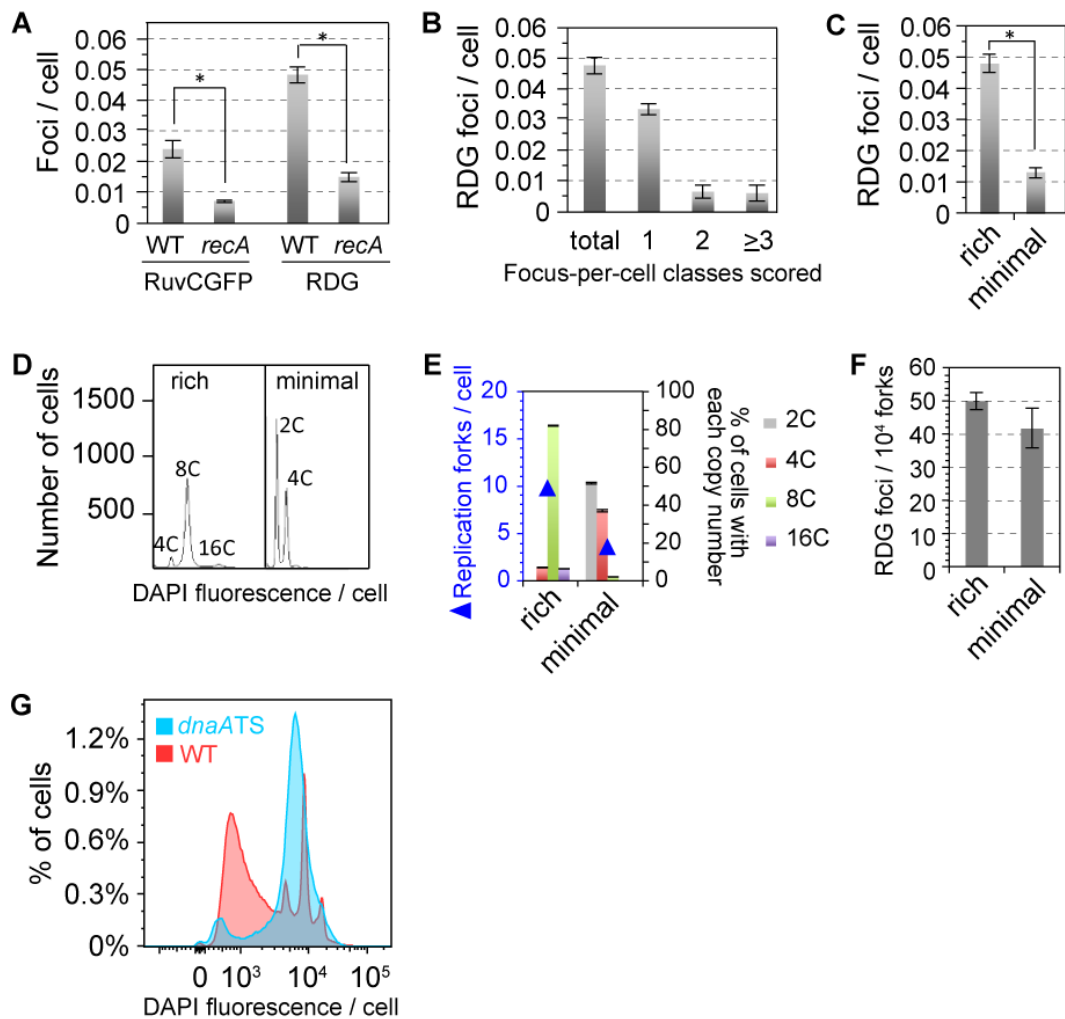 A
Foci / cell
0.06
0.05
0.04
0.03
0.02
0.01
0
*
*
WT recA WT recA
RuvCGFP RDG
B
RDG foci / cell
0.06
0.05
0.04
0.03
0.02
0.01
0
total 1 2 ≥3
Focus-per-cell classes scored
C
RDG foci / cell
0.06
0.05
0.04
0.03
0.02
0.01
0
*
rich
minimal
D
Number of cells
1500
1000
500
rich minimal
8C
4C
16C
2C
4C
DAPI fluorescence / cell
E
Replication forks / cell
20
15
10
5
0
100
80
60
40
20
0
% of cells with
each copy number
rich
minimal
2C
4C
8C
16C
F
RDG foci / 10⁴ forks
60
50
40
30
20
10
0
rich
minimal
G
dnaATS
WT
% of cells
1.2%
0.9%
0.6%
0.3%
0%
0 10³ 10⁴ 10⁵
DAPI fluorescence / cell